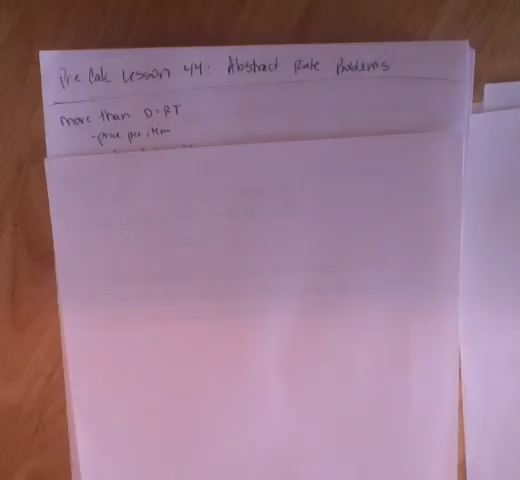 Pre Calc Lesson 44: Abstract Rate Problems
more than D=RT
- price per item